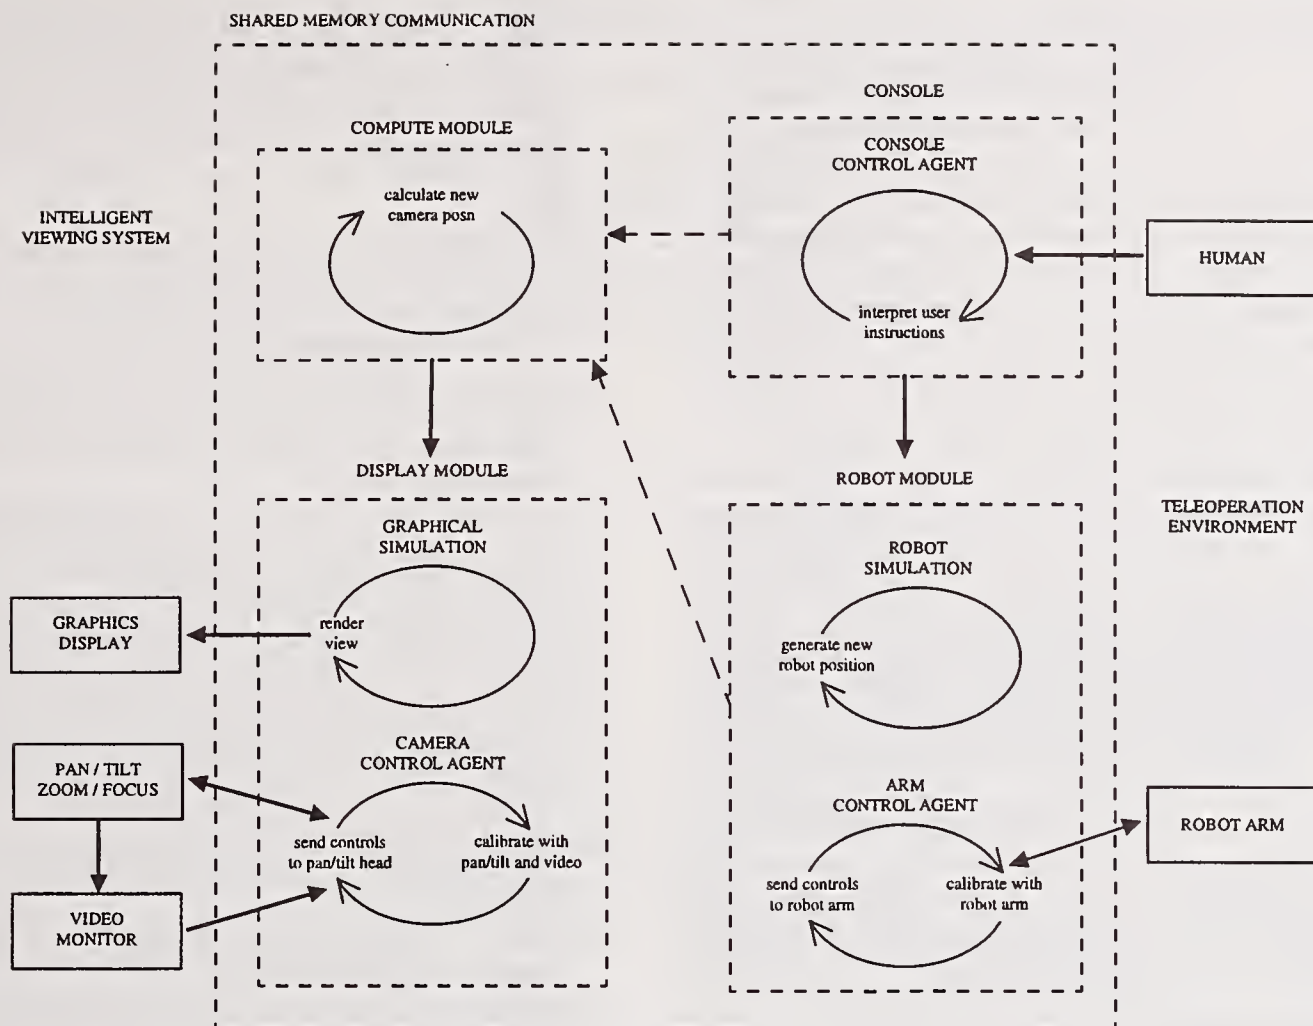 SHARED MEMORY COMMUNICATION
CONSOLE
COMPUTE MODULE
CONSOLE
CONTROL AGENT
calculate new
camera posn
INTELLIGENT
VIEWING SYSTEM
HUMAN
interpret user
instructions
DISPLAY MODULE
ROBOT MODULE
GRAPHICAL
SIMULATION
TELEOPERATION
ENVIRONMENT
ROBOT
SIMULATION
GRAPHICS
DISPLAY
render
view
generate new
robot position
PAN / TILT
ZOOM / FOCUS
CAMERA
CONTROL AGENT
ARM
CONTROL AGENT
ROBOT ARM
send controls
to pan/tilt head
calibrate with
pan/tilt and video
send controls
to robot arm
calibrate with
robot arm
VIDEO
MONITOR